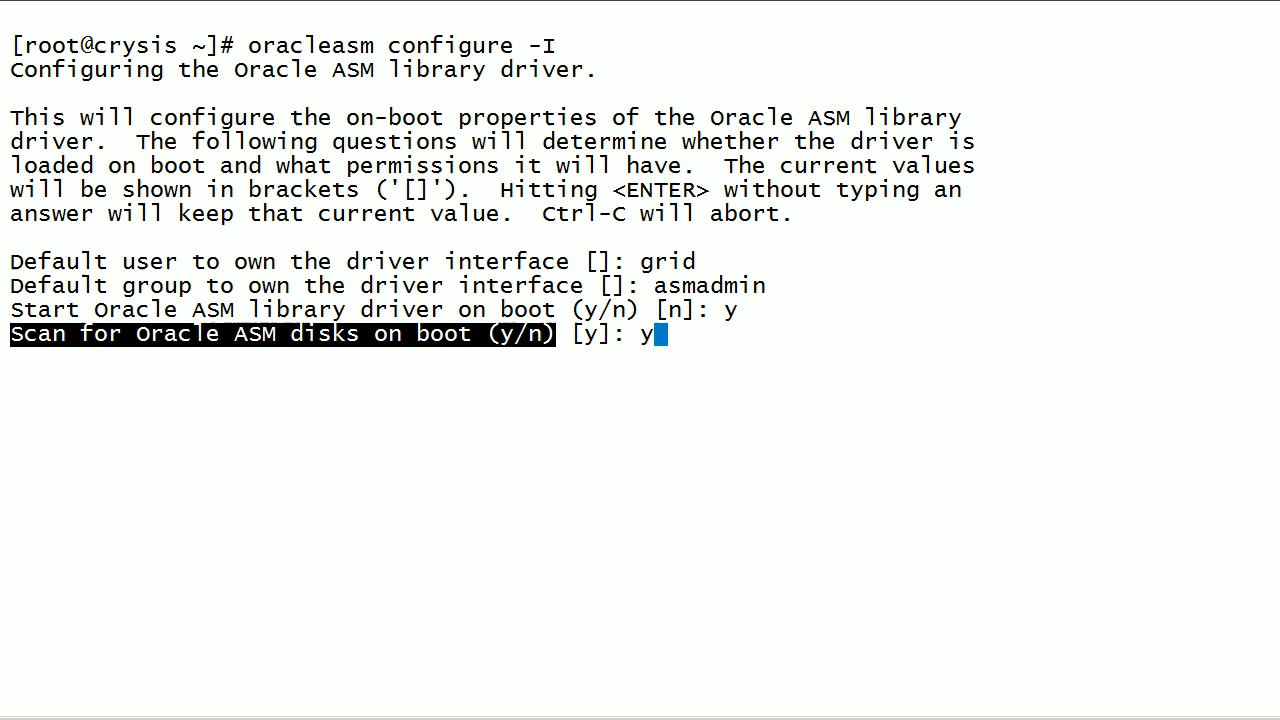 [root@crysis ~]# oracleasm configure -I
Configuring the Oracle ASM library driver.
This will configure the on-boot properties of the Oracle ASM library
driver.  The following questions will determine whether the driver is
loaded on boot and what permissions it will have.  The current values
will be shown in brackets ('[]').  Hitting <ENTER> without typing an
answer will keep that current value.  Ctrl-C will abort.
Default user to own the driver interface []: grid
Default group to own the driver interface []: asmadmin
Start Oracle ASM library driver on boot (y/n) [n]: y
Scan for Oracle ASM disks on boot (y/n) [y]: y